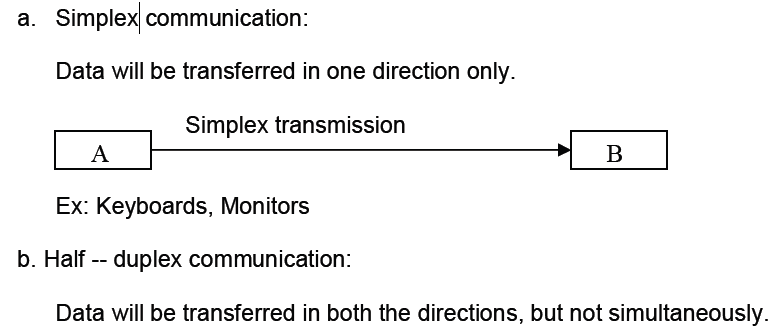 a. Simplex communication:
Data will be transferred in one direction only.
Simplex transmission
A B
Ex: Keyboards, Monitors
b. Half -- duplex communication:
Data will be transferred in both the directions, but not simultaneously.